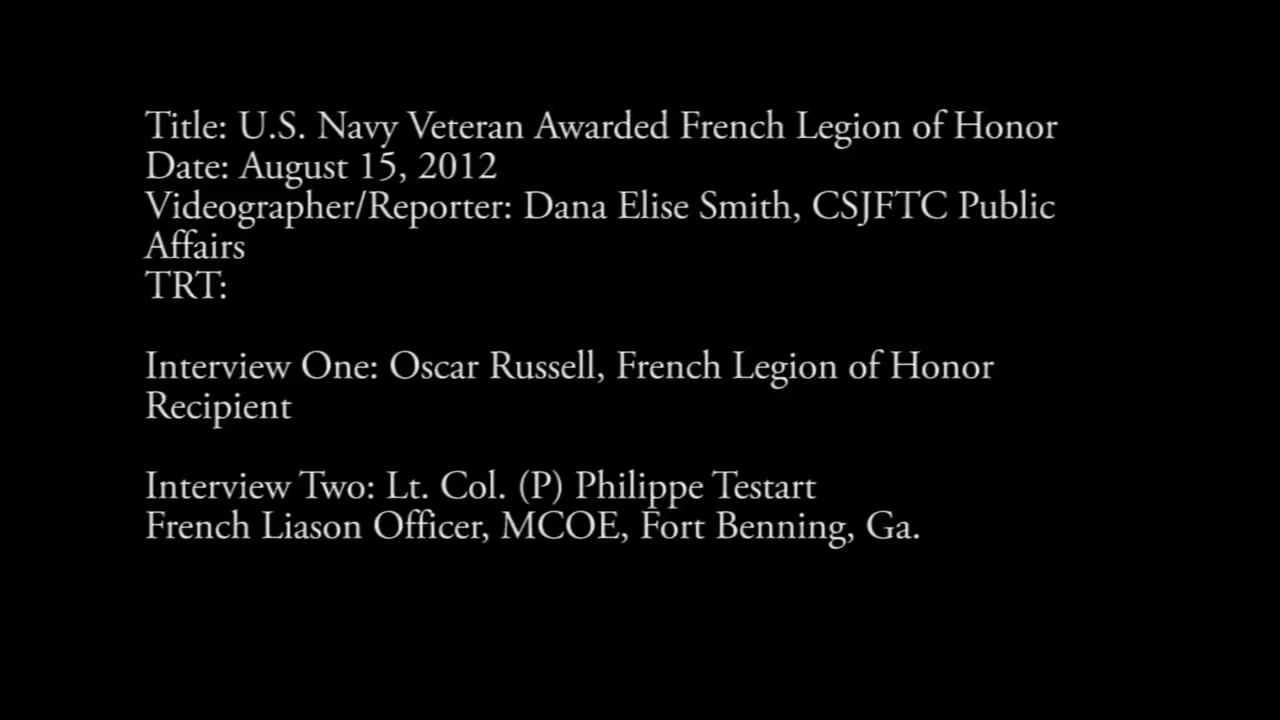 Title: U.S. Navy Veteran Awarded French Legion of Honor
Date: August 15, 2012
Videographer/Reporter: Dana Elise Smith, CSJFTC Public
Affairs
TRT:
Interview One: Oscar Russell, French Legion of Honor
Recipient
Interview Two: Lt. Col. (P) Philippe Testart
French Liason Officer, MCOE, Fort Benning, Ga.